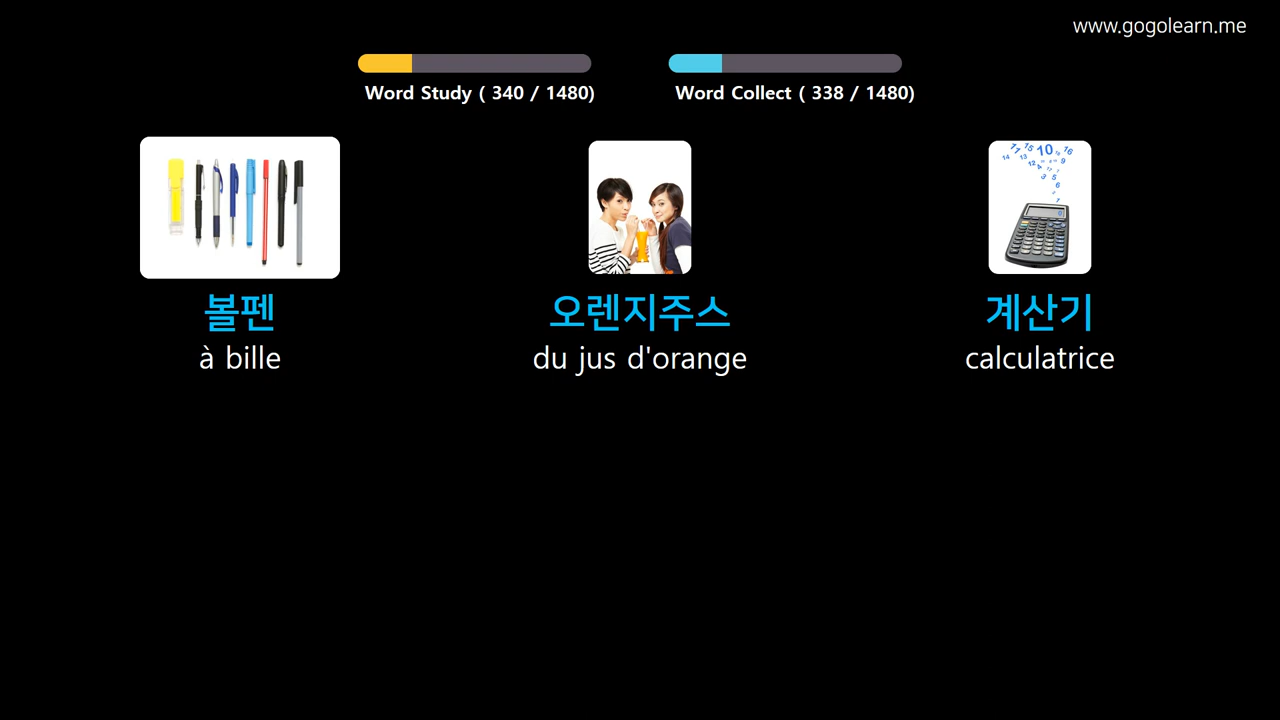 www.gogolearn.me
Word Study ( 340 / 1480)
Word Collect ( 338 / 1480)
볼펜
à bille
오렌지주스
du jus d'orange
계산기
calculatrice